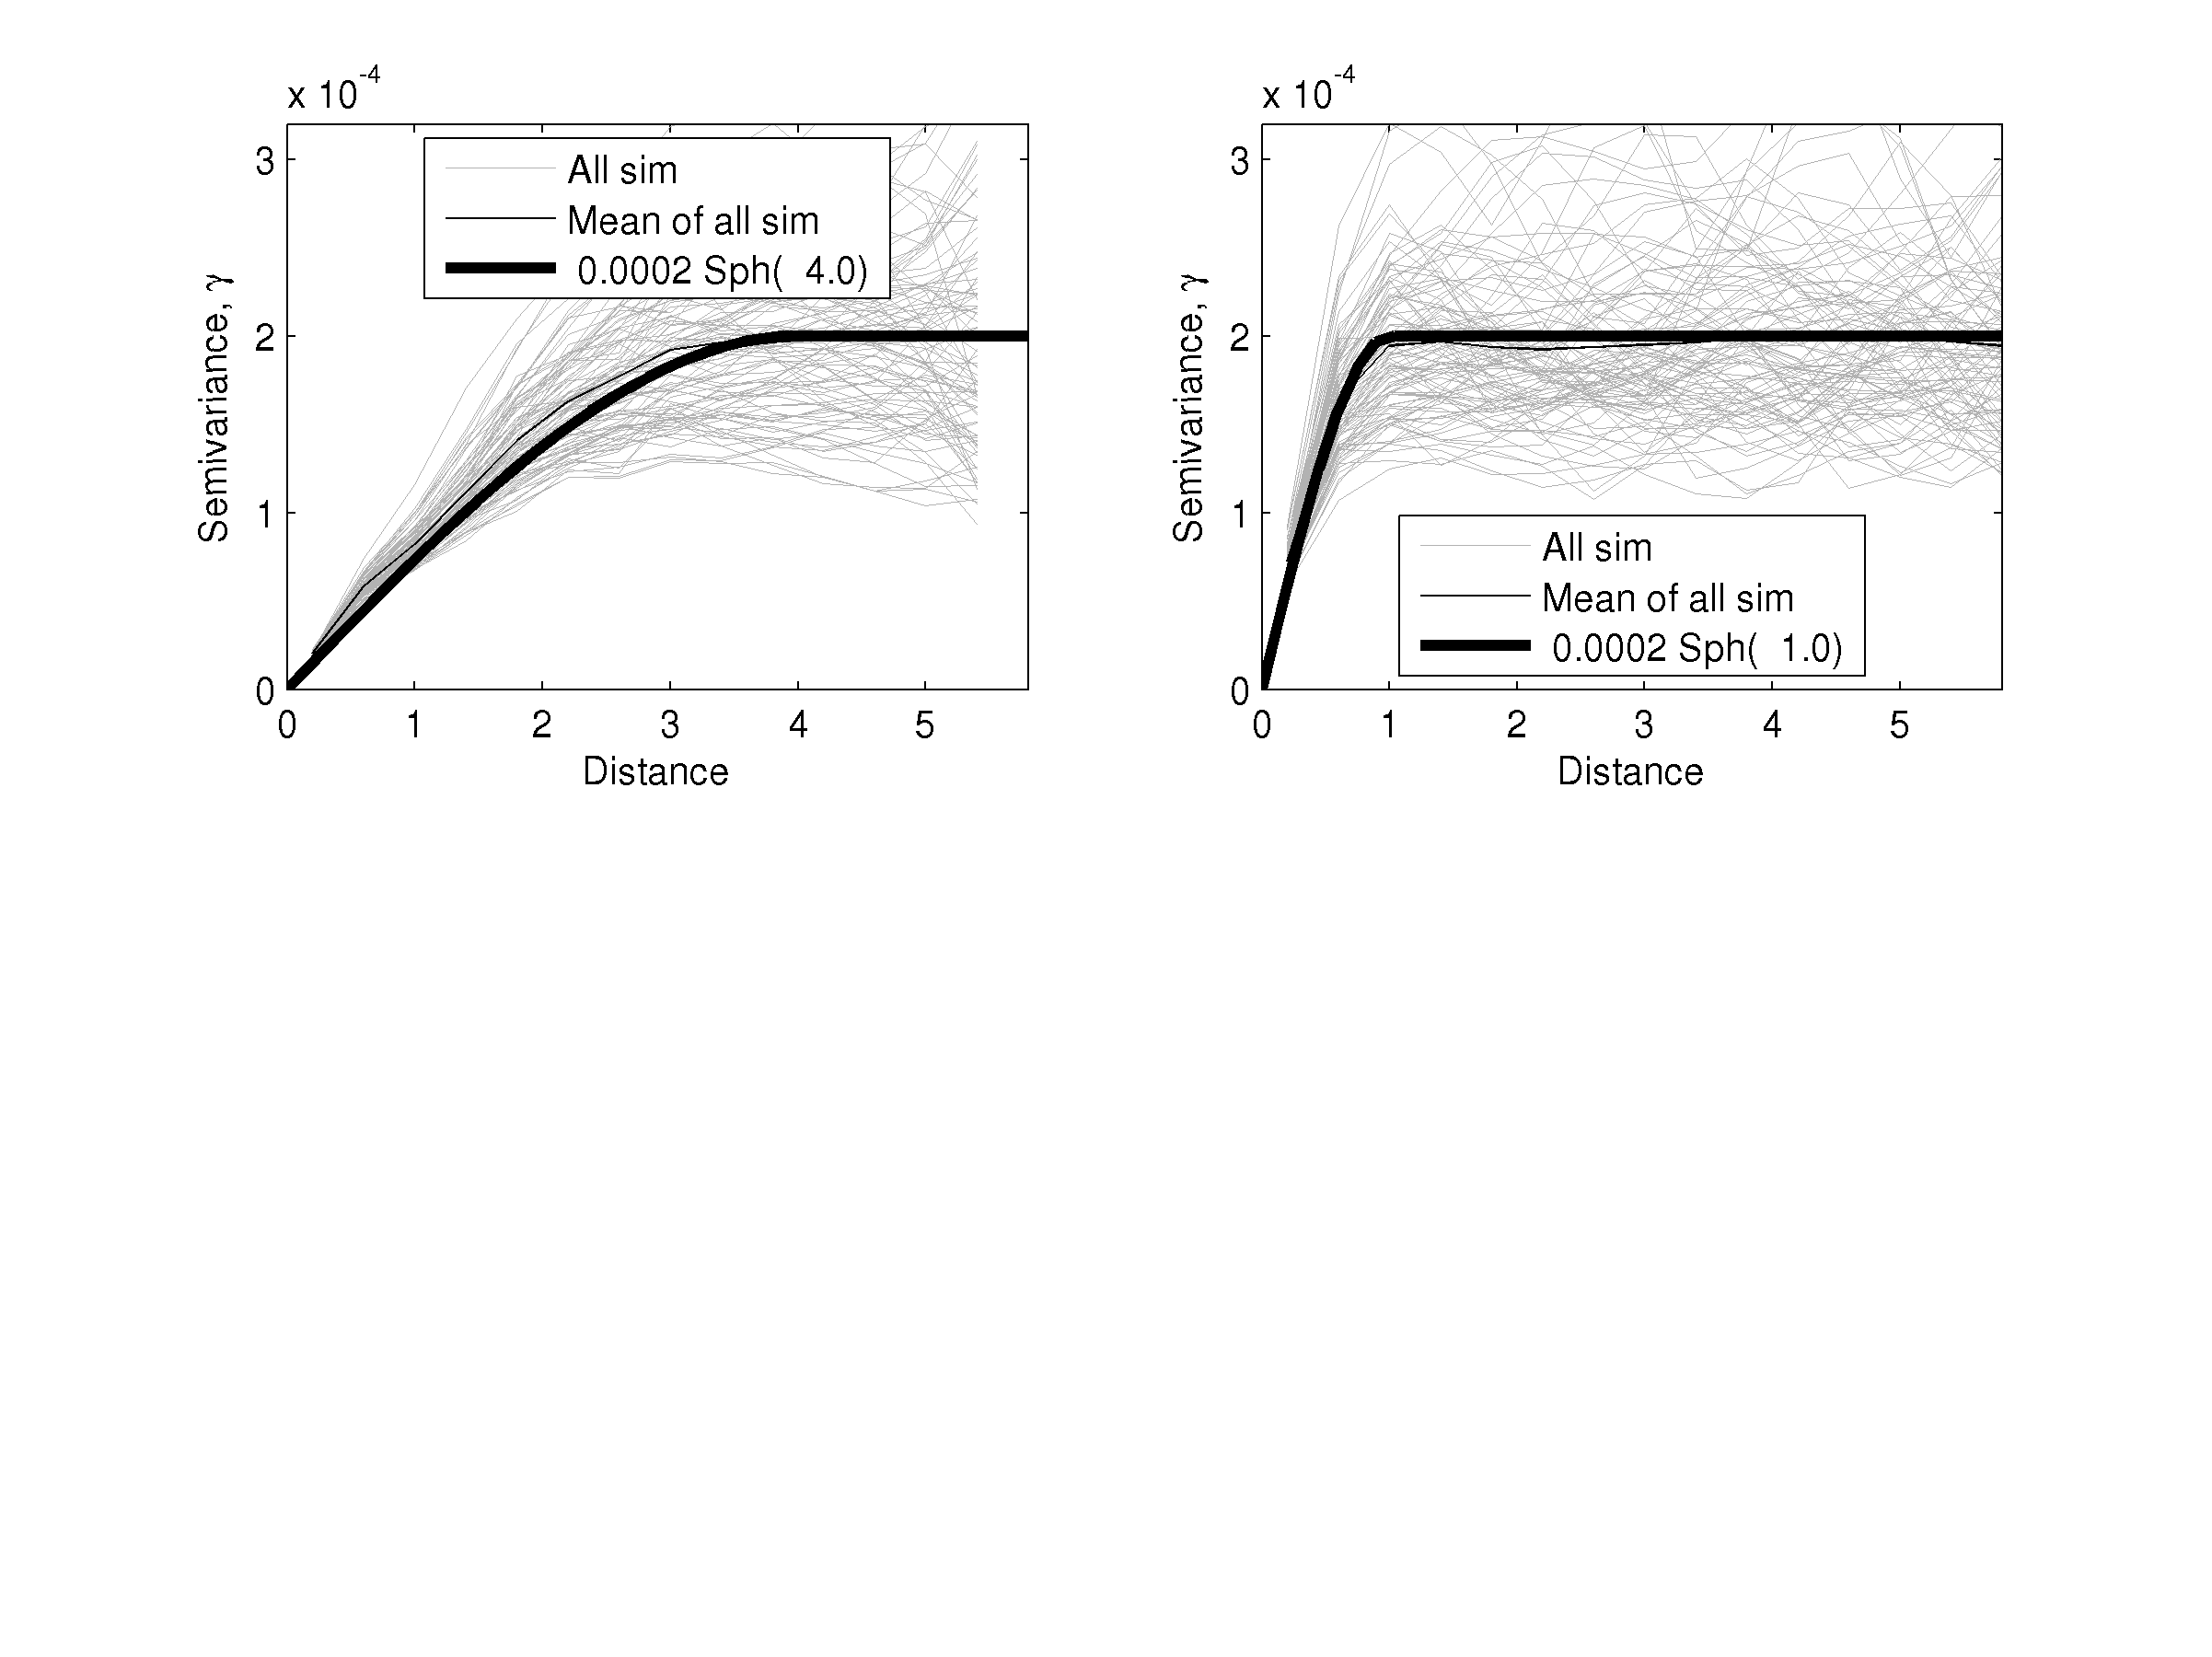 x 10-4
3
2
1
0
Semivariance, γ
All sim
Mean of all sim
0.0002 Sph( 4.0)
0 1 2 3 4 5
Distance
x 10-4
3
2
1
0
Semivariance, γ
All sim
Mean of all sim
0.0002 Sph( 1.0)
0 1 2 3 4 5
Distance